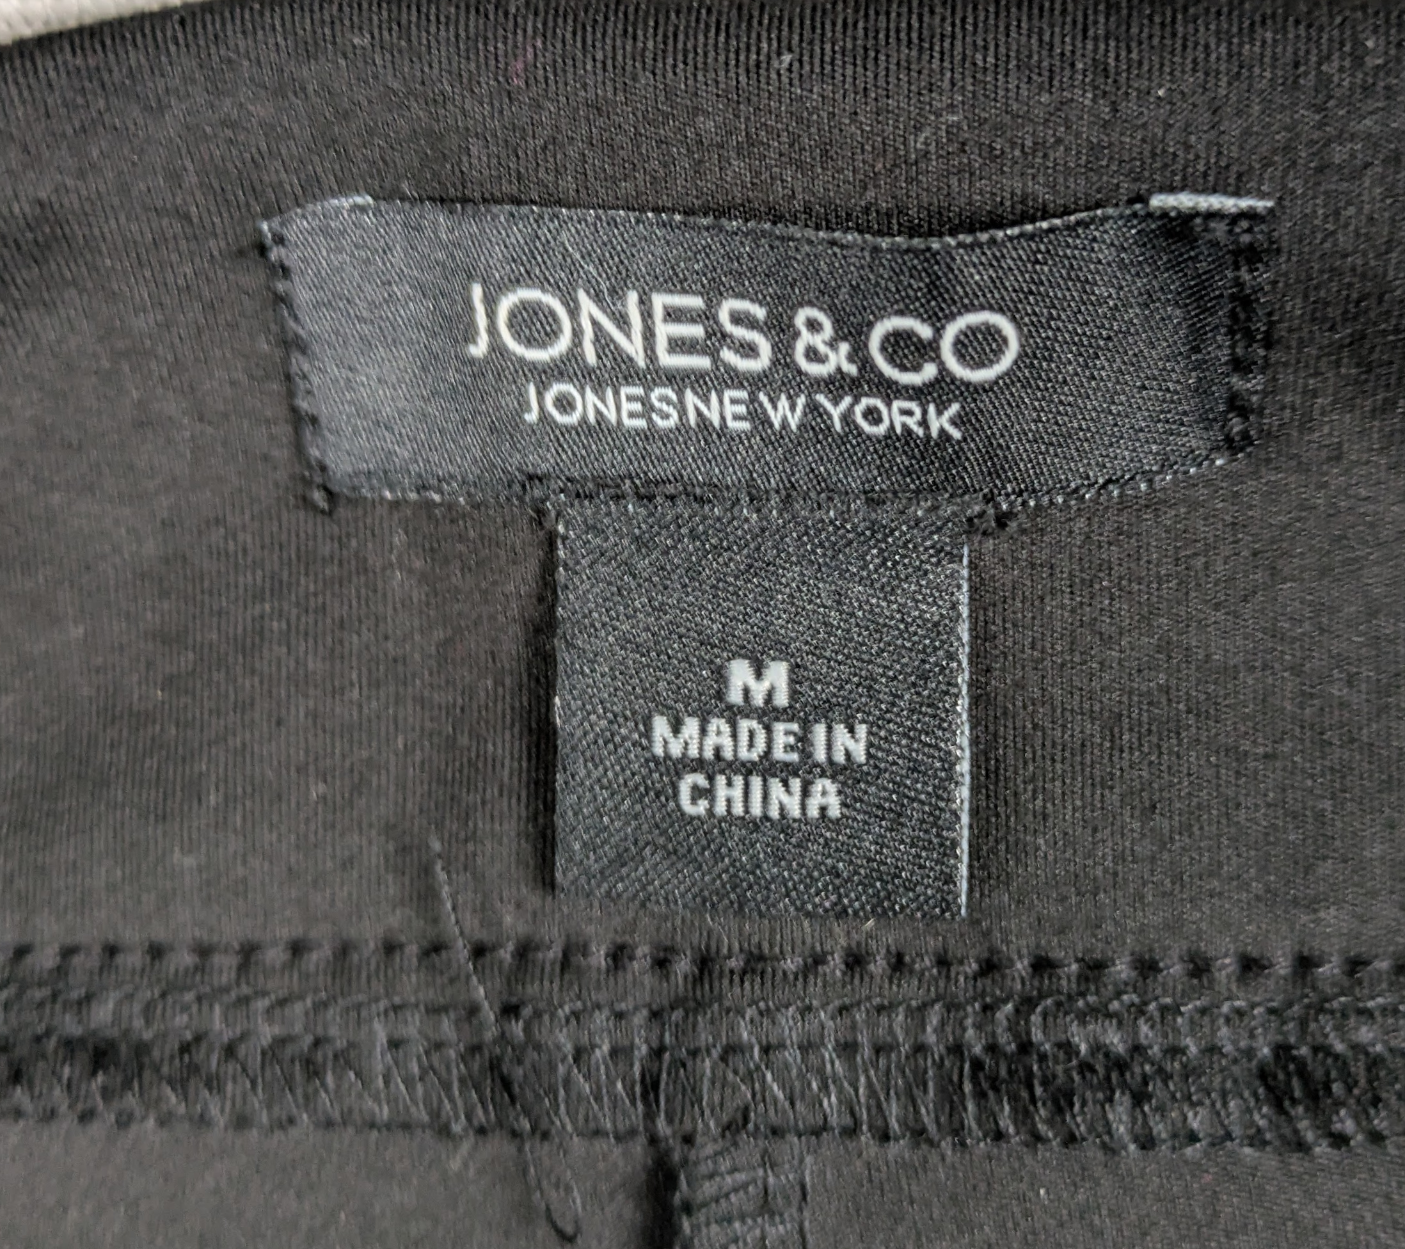 JONES & CO
JONES NEW YORK
M
MADE IN
CHINA